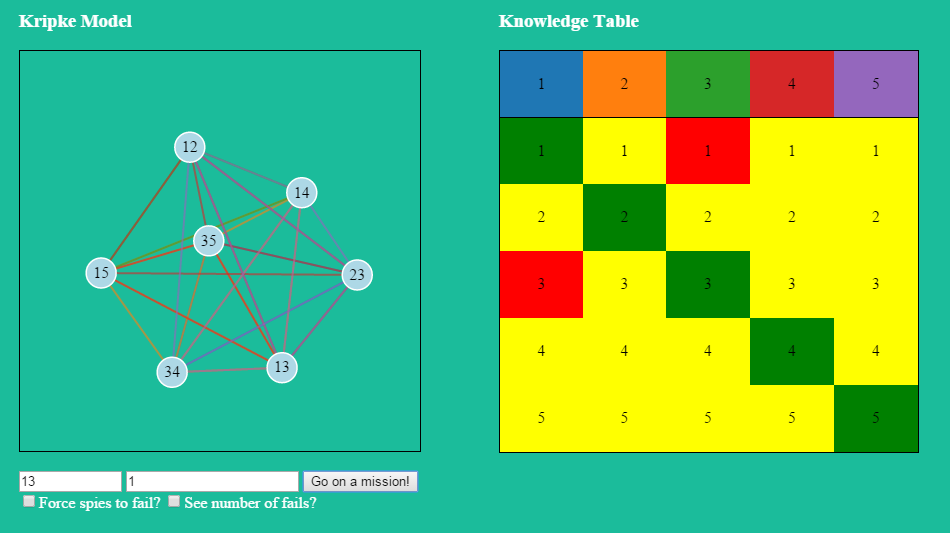 Kripke Model
Knowledge Table
12
14
35
15
23
34
13
1 2 3 4 5
1 1 1 1 1
2 2 2 2 2
3 3 3 3 3
4 4 4 4 4
5 5 5 5 5
13 1 Go on a mission!
Force spies to fail? See number of fails?